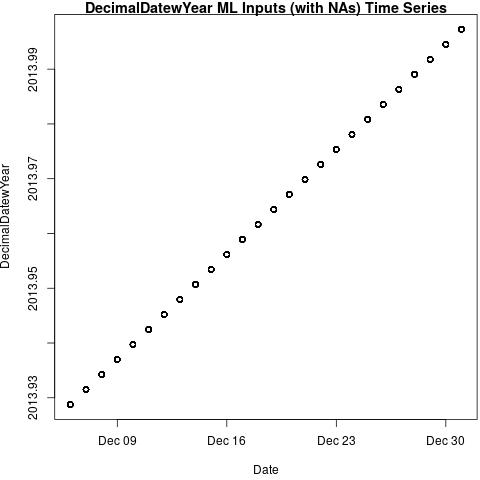 DecimalDatewYear ML Inputs (with NAs) Time Series
2013.99
2013.97
2013.95
2013.93
DecimalDatewYear
Dec 09 Dec 16 Dec 23 Dec 30
Date